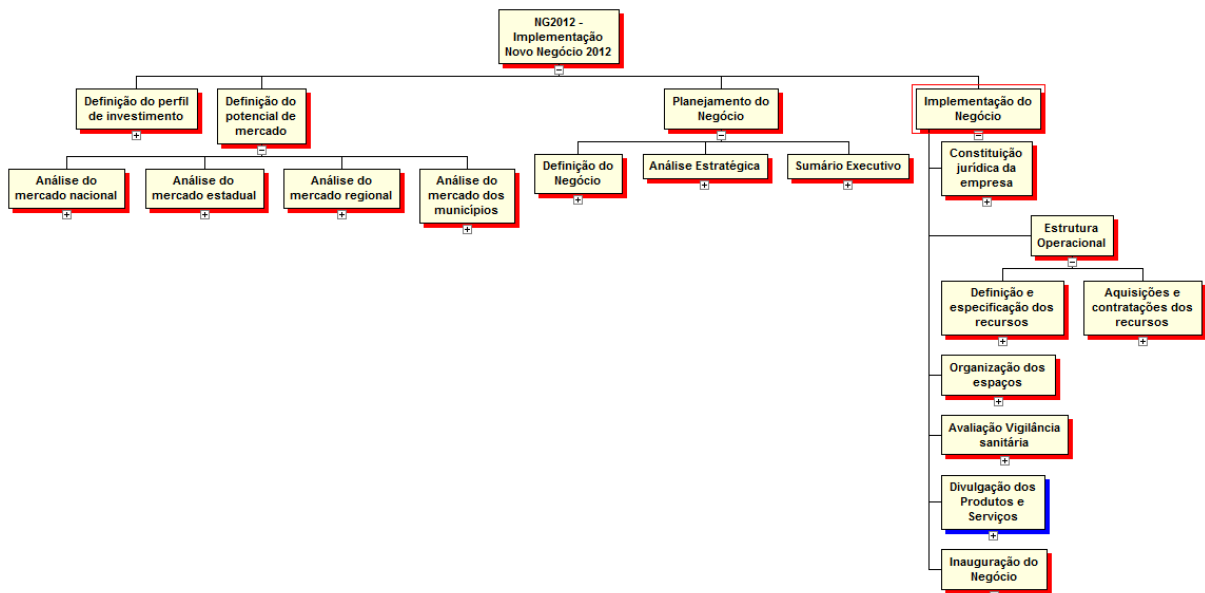 NG2012 -
Implementação
Novo Negócio 2012
Definição do perfil
de investimento
Definição do
potencial de
mercado
Planejamento do
Negócio
Implementação do
Negócio
Análise do
mercado nacional
Análise do
mercado estadual
Análise do
mercado regional
Análise do
mercado dos
municípios
Definição do
Negócio
Análise Estratégica
Sumário Executivo
Constituição
jurídica da
empresa
Estrutura
Operacional
Definição e
especificação dos
recursos
Aquisições e
contratações dos
recursos
Organização dos
espaços
Avaliação Vigilância
sanitária
Divulgação dos
Produtos e
Serviços
Inauguração do
Negócio